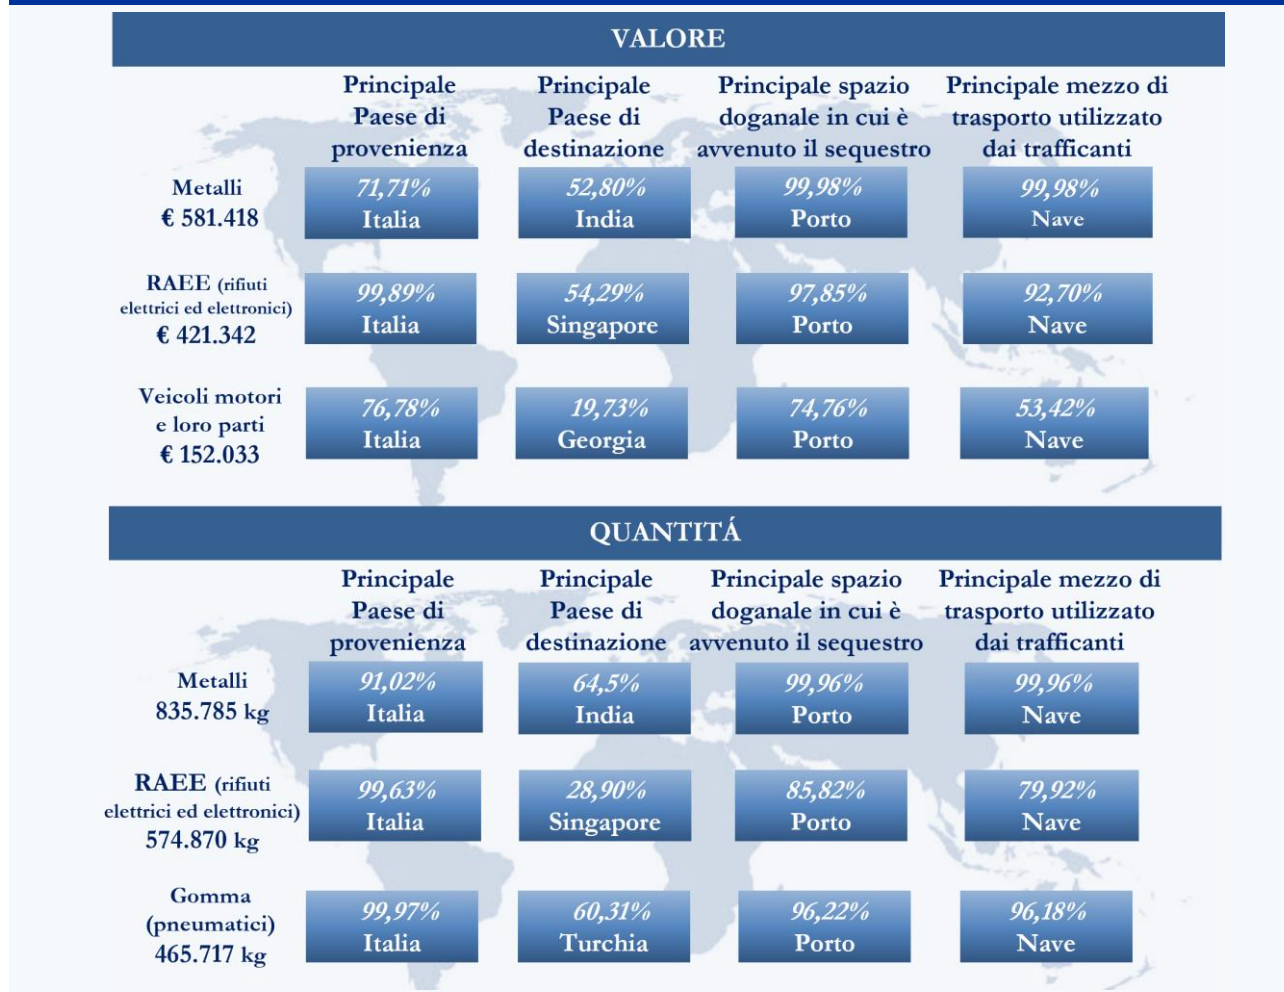 VALORE
Principale
Paese di
provenienza
Principale
Paese di
destinazione
Principale spazio
doganale in cui è
avvenuto il sequestro
Principale mezzo di
trasporto utilizzato
dai trafficanti
Metalli
€ 581.418
71,71%
Italia
52,80%
India
99,98%
Porto
99,98%
Nave
RAEE (rifiuti
elettrici ed elettronici)
€ 421.342
99,89%
Italia
54,29%
Singapore
97,85%
Porto
92,70%
Nave
Veicoli motori
e loro parti
€ 152.033
76,78%
Italia
19,73%
Georgia
74,76%
Porto
53,42%
Nave
QUANTITÁ
Principale
Paese di
provenienza
Principale
Paese di
destinazione
Principale spazio
doganale in cui è
avvenuto il sequestro
Principale mezzo di
trasporto utilizzato
dai trafficanti
Metalli
835.785 kg
91,02%
Italia
64,5%
India
99,96%
Porto
99,96%
Nave
RAEE (rifiuti
elettrici ed elettronici)
574.870 kg
99,63%
Italia
28,90%
Singapore
85,82%
Porto
79,92%
Nave
Gomma
(pneumatici)
465.717 kg
99,97%
Italia
60,31%
Turchia
96,22%
Porto
96,18%
Nave